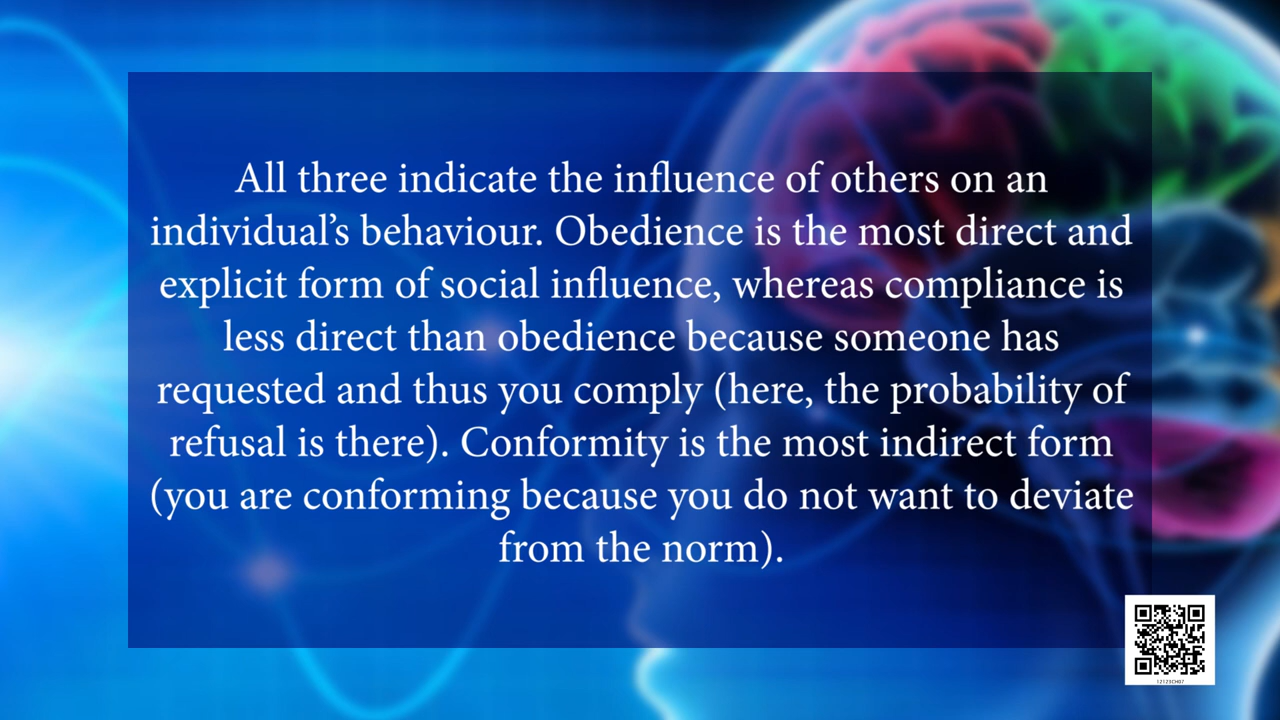 All three indicate the influence of others on an
individual’s behaviour. Obedience is the most direct and
explicit form of social influence, whereas compliance is
less direct than obedience because someone has
requested and thus you comply (here, the probability of
refusal is there). Conformity is the most indirect form
(you are conforming because you do not want to deviate
from the norm).
12123CH07